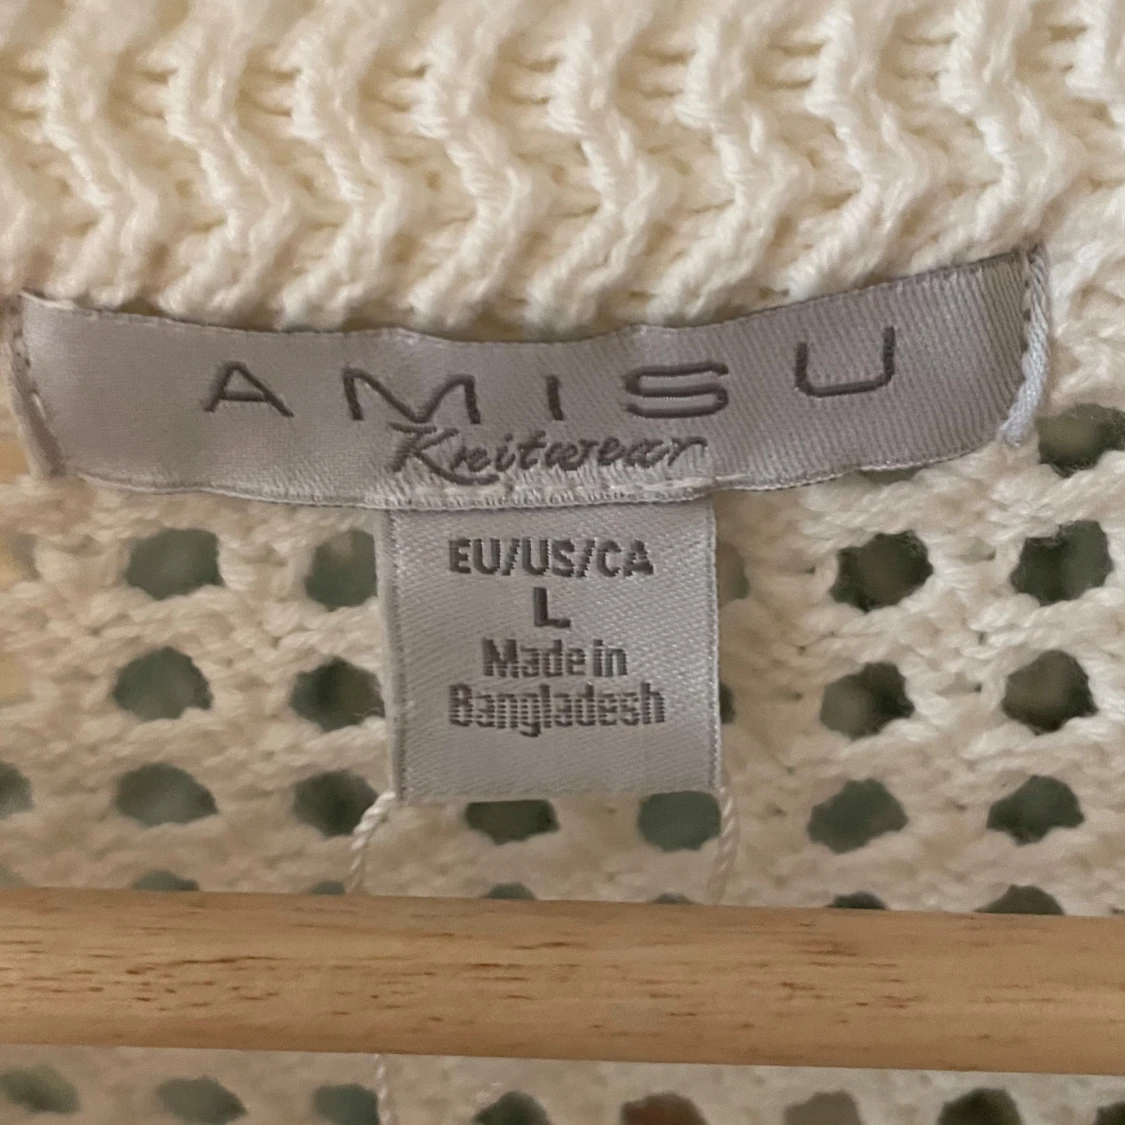 AMISU
Knitwear
EU/US/CA
L
Made in
Bangladesh